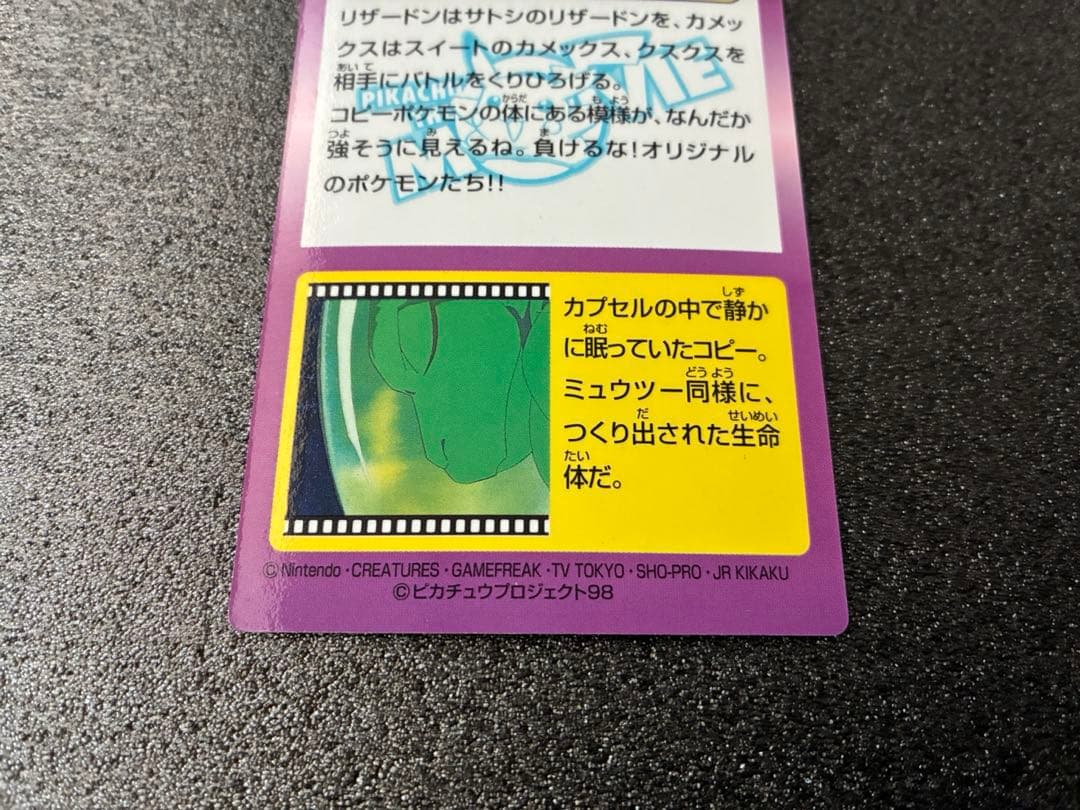 リザードンはサトシのリザードンを、カメッ
クスはスイートのカメックス、クスクスを
相手にバトルをくりひろげる。
コピーポケモンの体にある模様が、なんだか
強そうに見えるね。負けるな!オリジナル
のポケモンたち!!
PIKACHU
カプセルの中で静か
に眠っていたコピー。
ミュウツー同様に、
つくり出された生命
体だ。
© Nintendo・CREATURES・GAMEFREAK・TV TOKYO・SHO-PRO・JR KIKAKU
©ピカチュウプロジェクト98